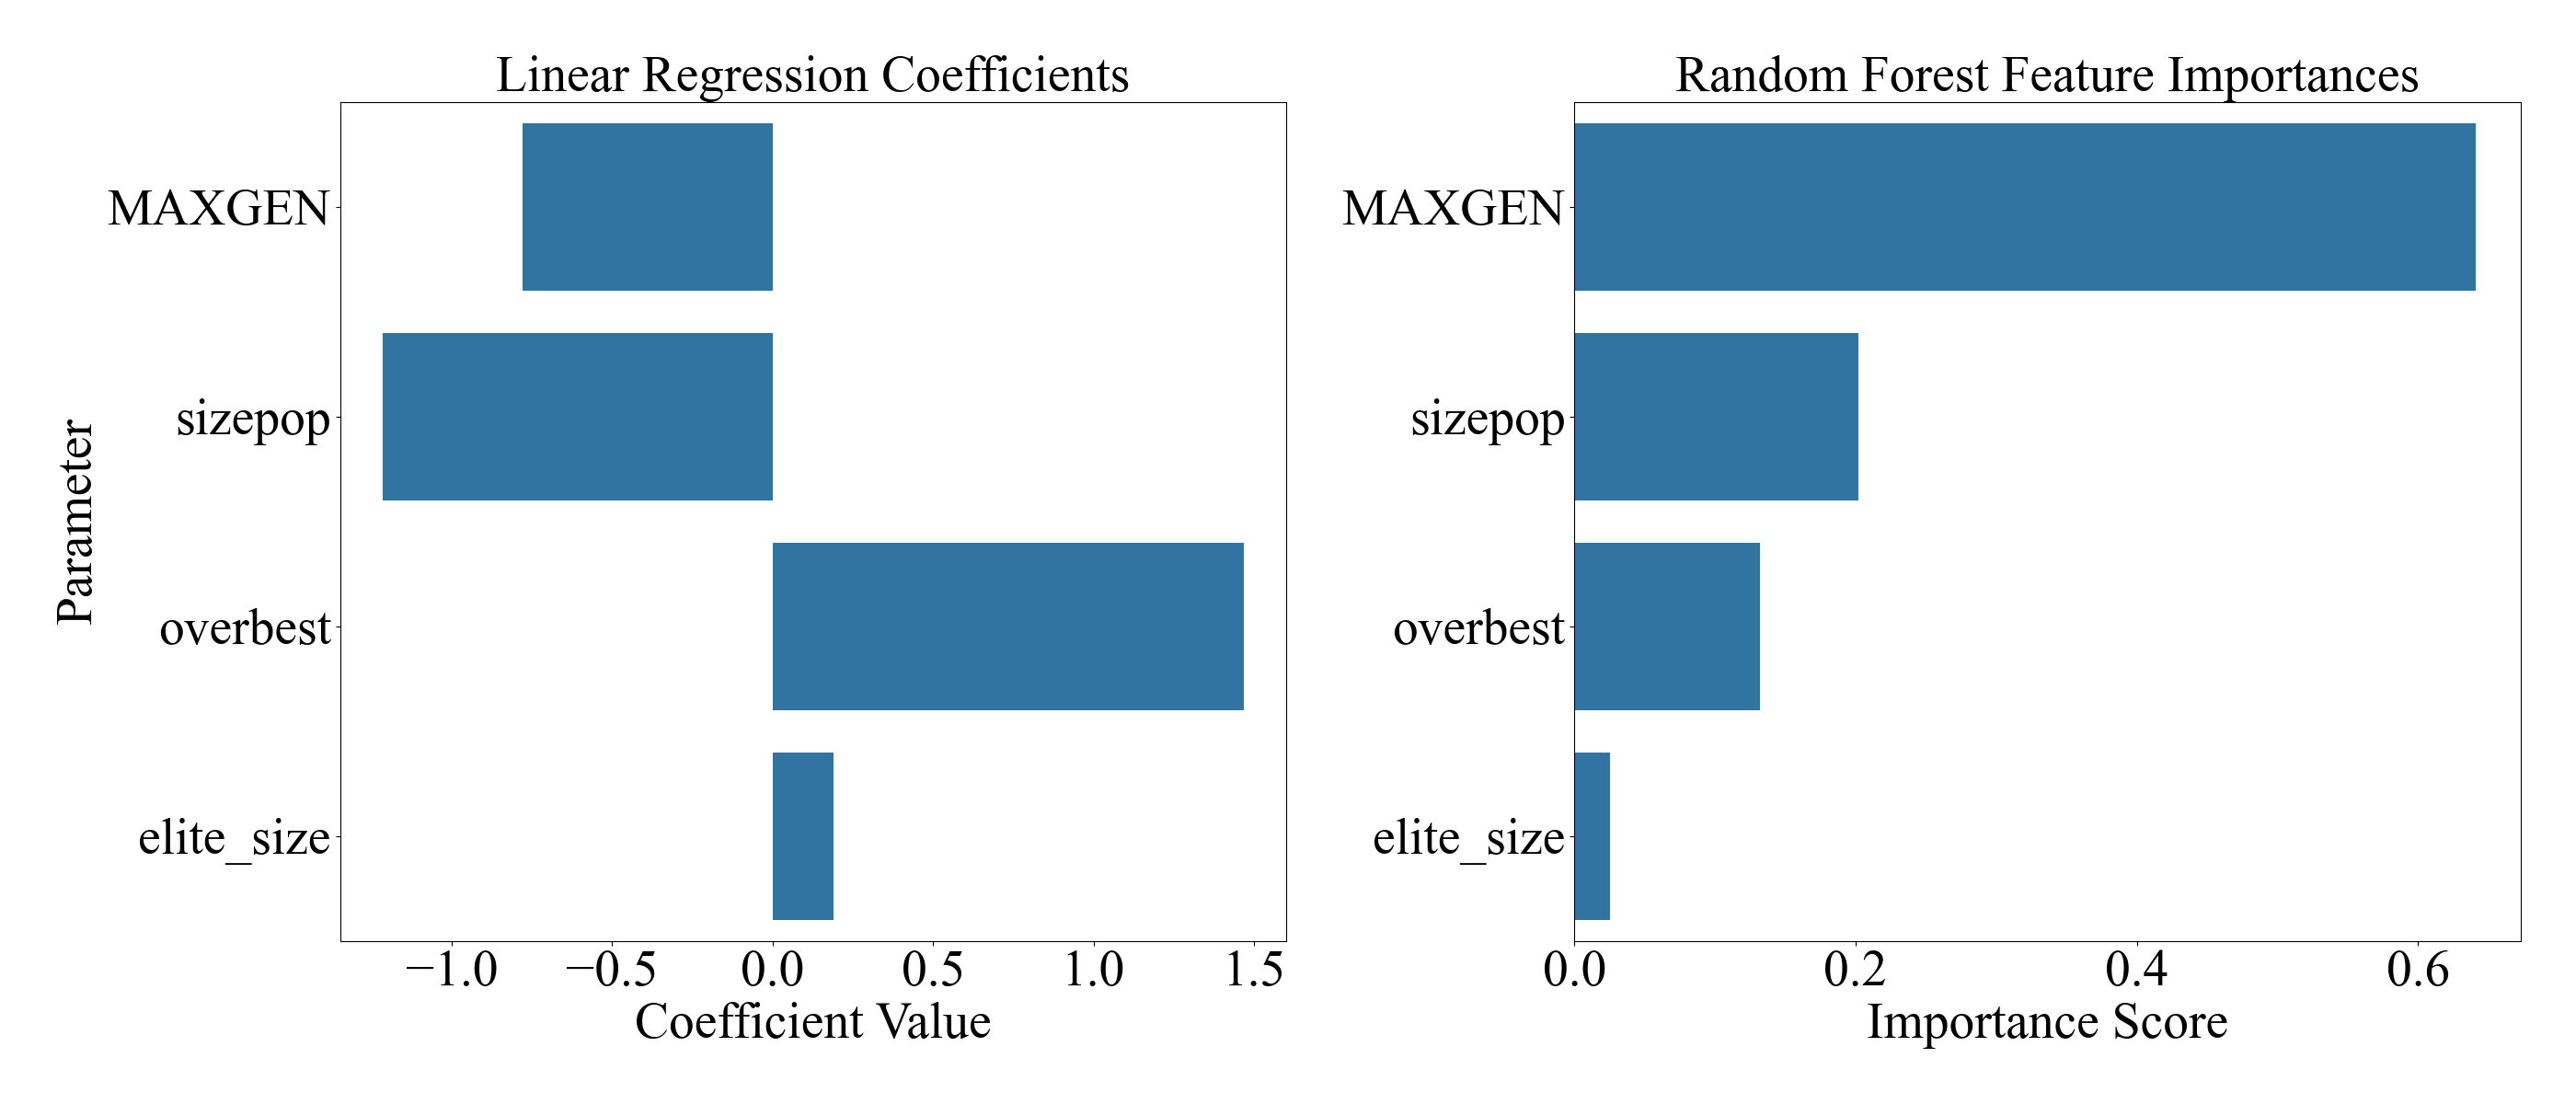 Linear Regression Coefficients
Parameter
MAXGEN
sizepop
overbest
elite_size
−1.0 −0.5 0.0 0.5 1.0 1.5
Coefficient Value
Random Forest Feature Importances
MAXGEN
sizepop
overbest
elite_size
0.0 0.2 0.4 0.6
Importance Score